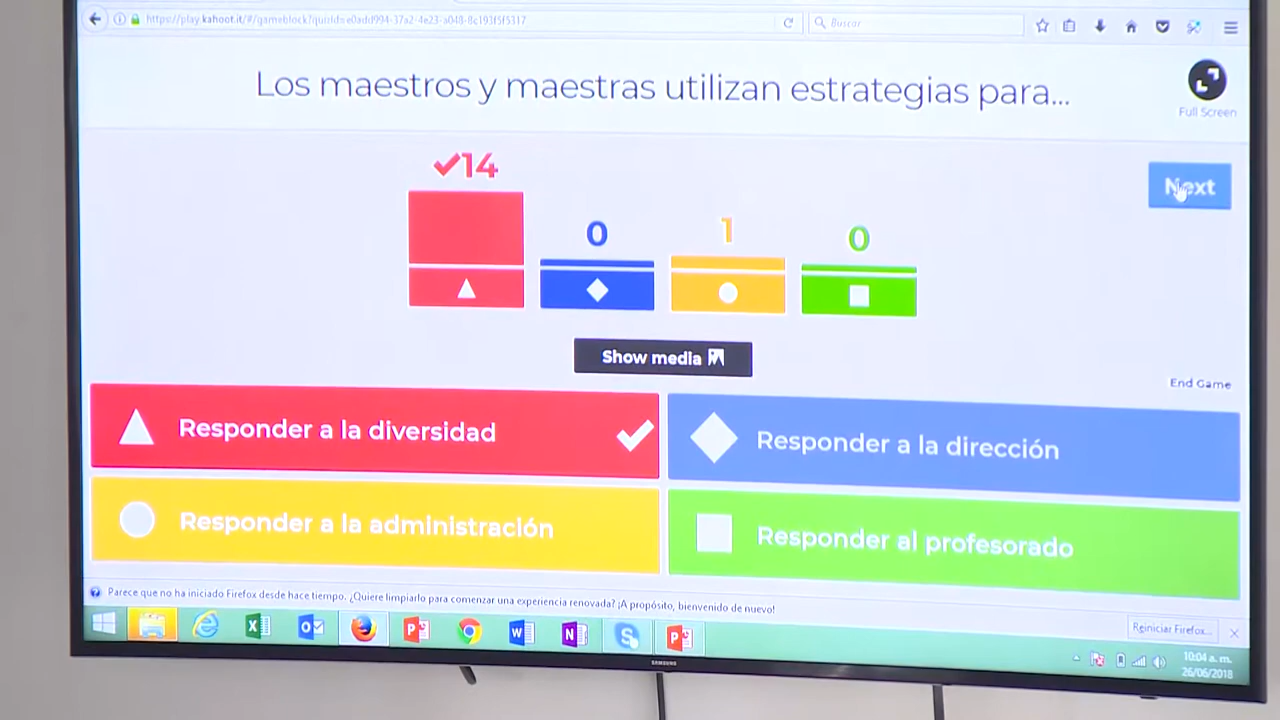 https://play.kahoot.it/#/gameblock?quizId=e0add994-37a2-4e23-a048-8c193f5f5317
Buscar
Los maestros y maestras utilizan estrategias para...
Full Screen
14
Next
0
1
0
Show media
End Game
Responder a la diversidad
Responder a la dirección
Responder a la administración
Responder al profesorado
Parece que no ha iniciado Firefox desde hace tiempo. ¿Quiere limpiarlo para comenzar una experiencia renovada? ¡A propósito, bienvenido de nuevo!
Reiniciar Firefox...
10:04 a. m.
26/06/2018
SAMSUNG